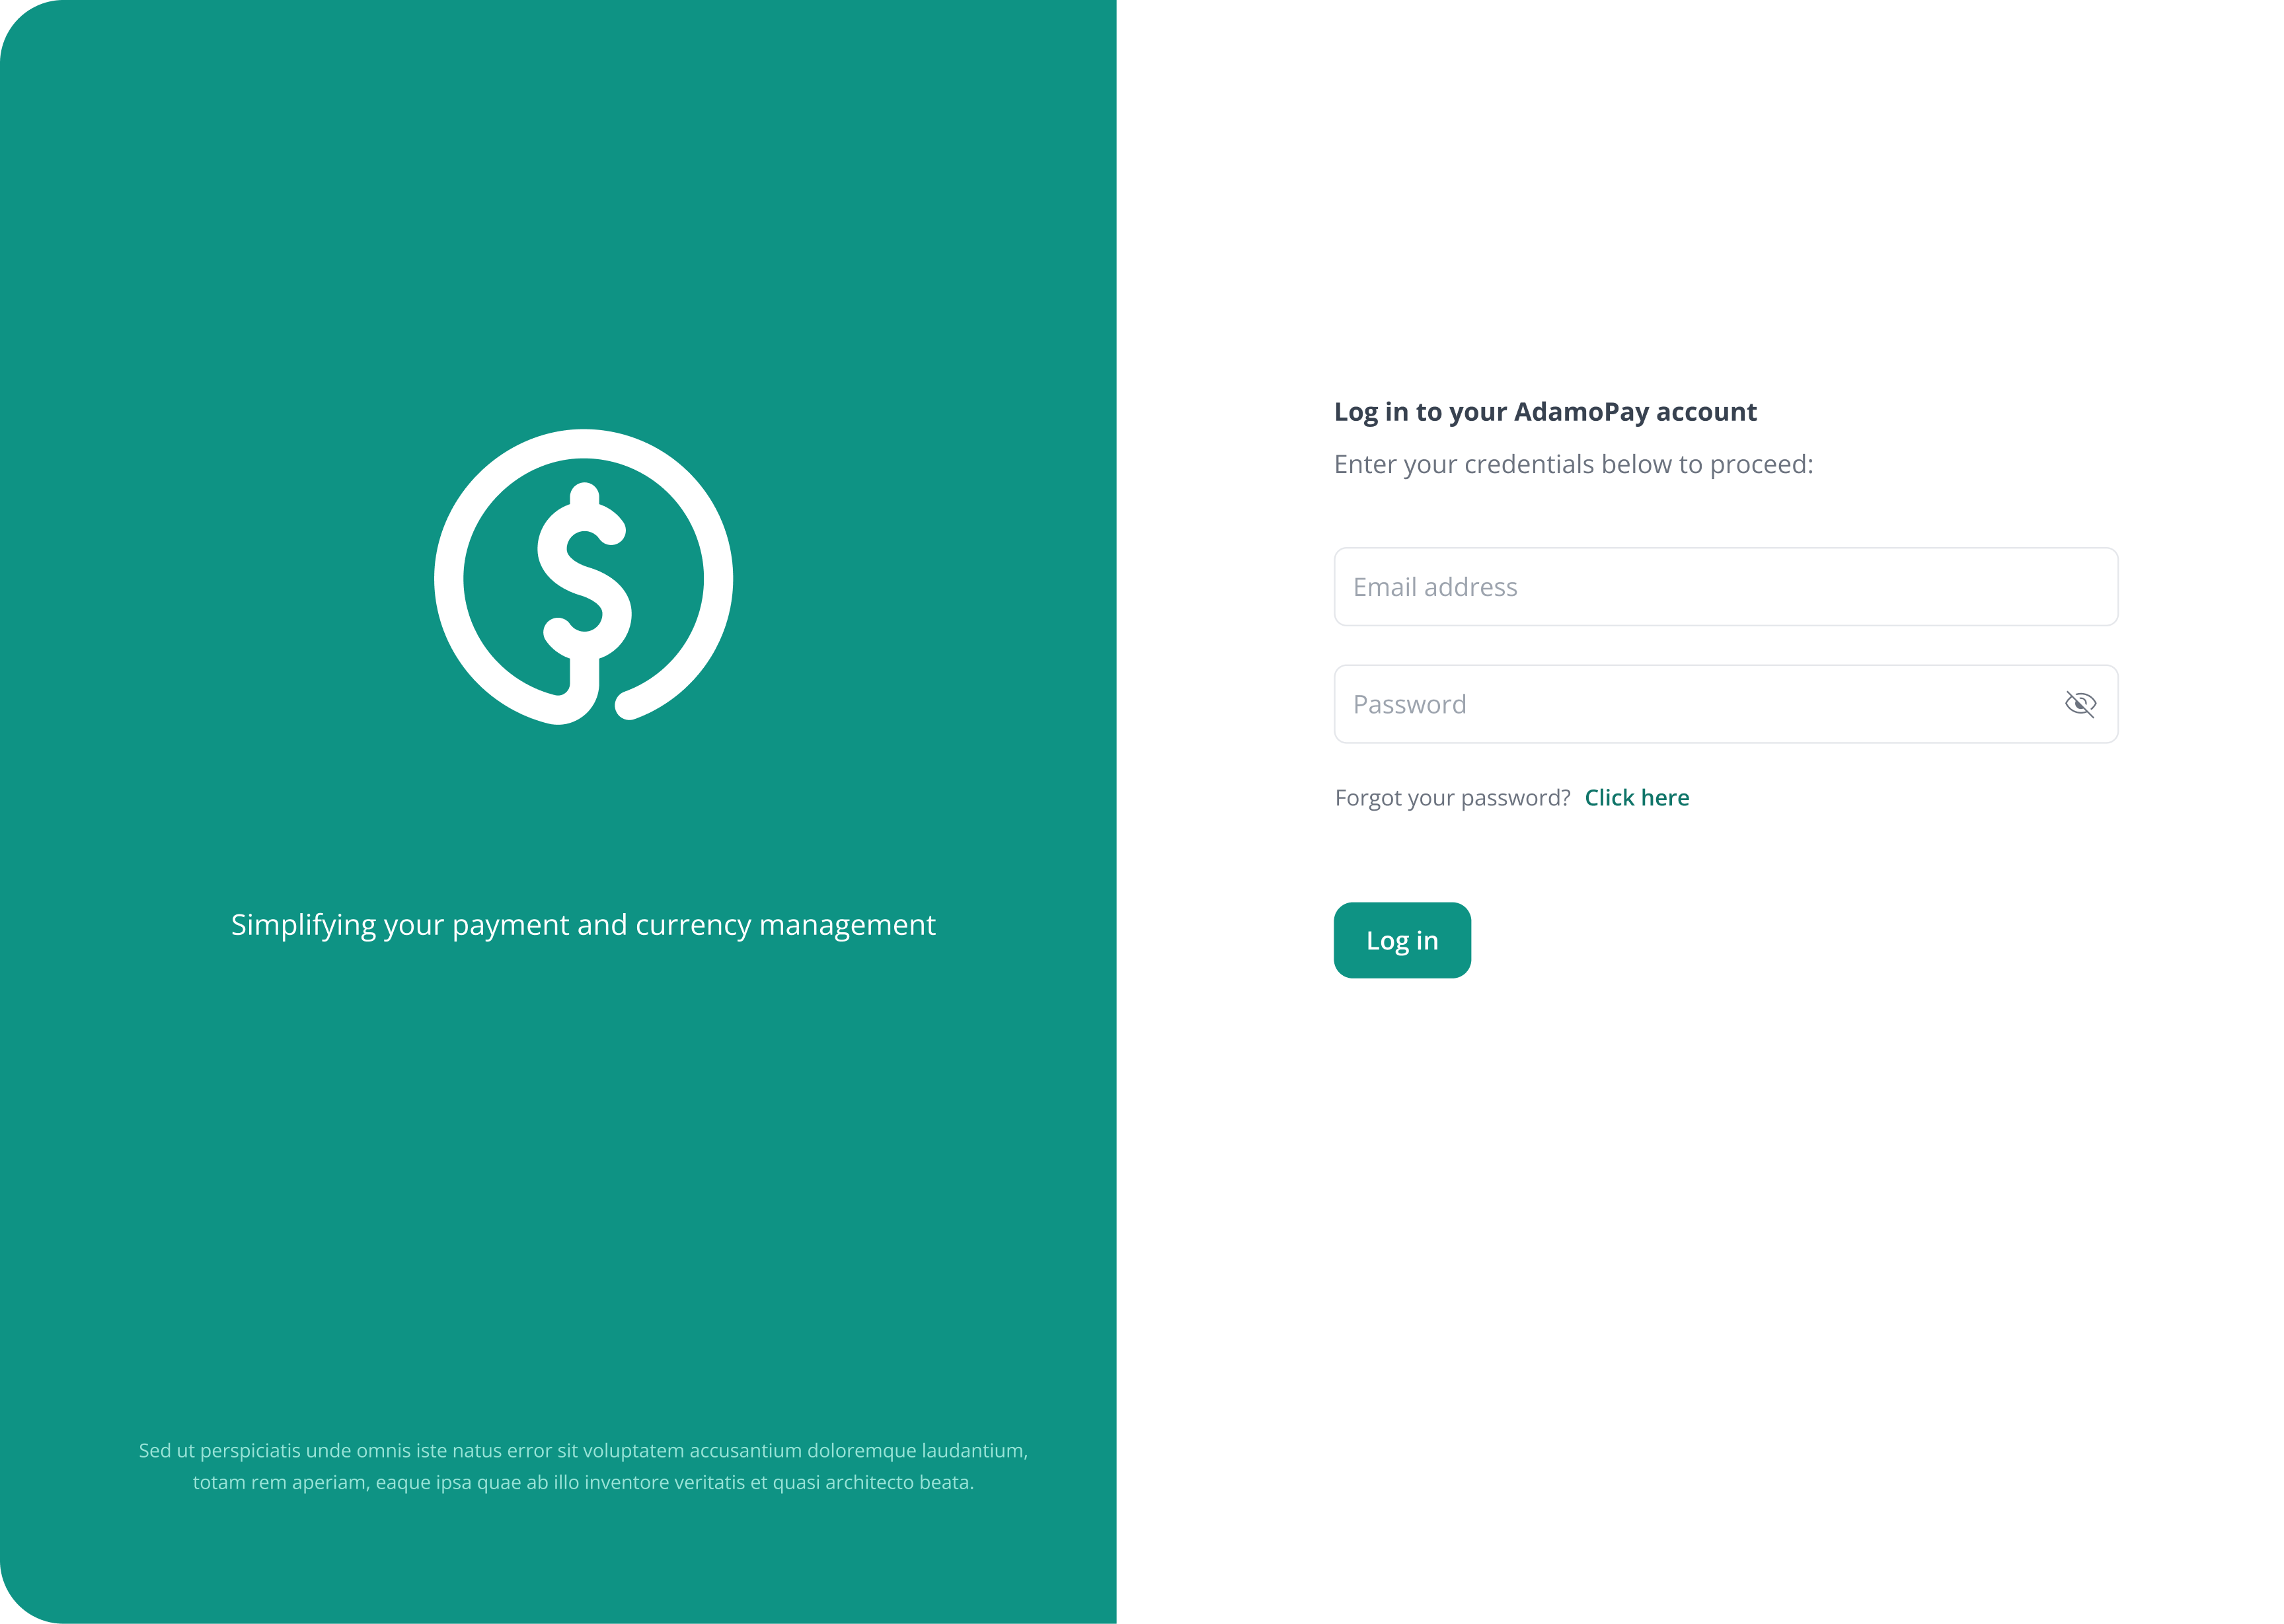 Simplifying your payment and currency management
Sed ut perspiciatis unde omnis iste natus error sit voluptatem accusantium doloremque laudantium,
totam rem aperiam, eaque ipsa quae ab illo inventore veritatis et quasi architecto beata.
Log in to your AdamoPay account
Enter your credentials below to proceed:
Email address
Password
Forgot your password? Click here
Log in